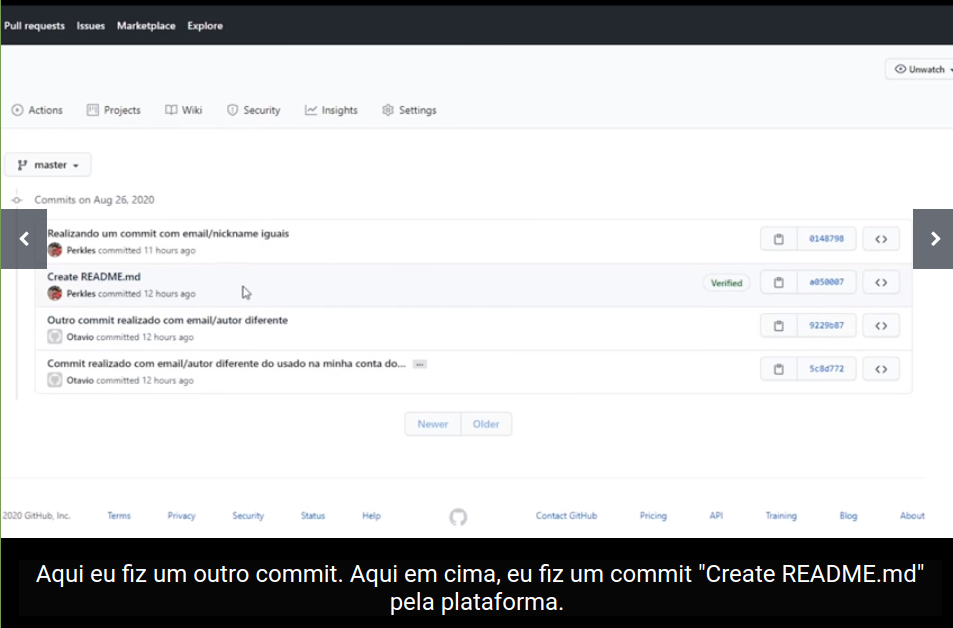 Pull requests Issues Marketplace Explore
Unwatch
Actions Projects Wiki Security Insights Settings
master
Commits on Aug 26, 2020
Realizando um commit com email/nickname iguais
Perkles committed 11 hours ago
0148798
Create README.md
Perkles committed 12 hours ago
Verified
a050007
Outro commit realizado com email/autor diferente
Otavio committed 12 hours ago
9229b87
Commit realizado com email/autor diferente do usado na minha conta do...
Otavio committed 12 hours ago
5c8d772
Newer Older
2020 GitHub, Inc. Terms Privacy Security Status Help Contact GitHub Pricing API Training Blog About
Aqui eu fiz um outro commit. Aqui em cima, eu fiz um commit "Create README.md"
pela plataforma.